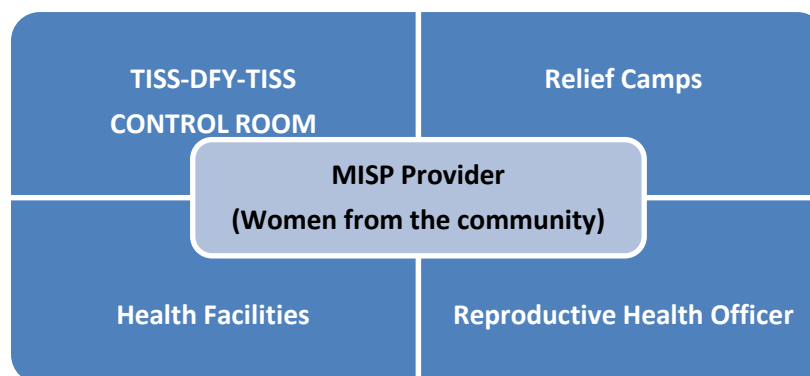 TISS-DFY-TISS
CONTROL ROOM
Relief Camps
MISP Provider
(Women from the community)
Health Facilities
Reproductive Health Officer